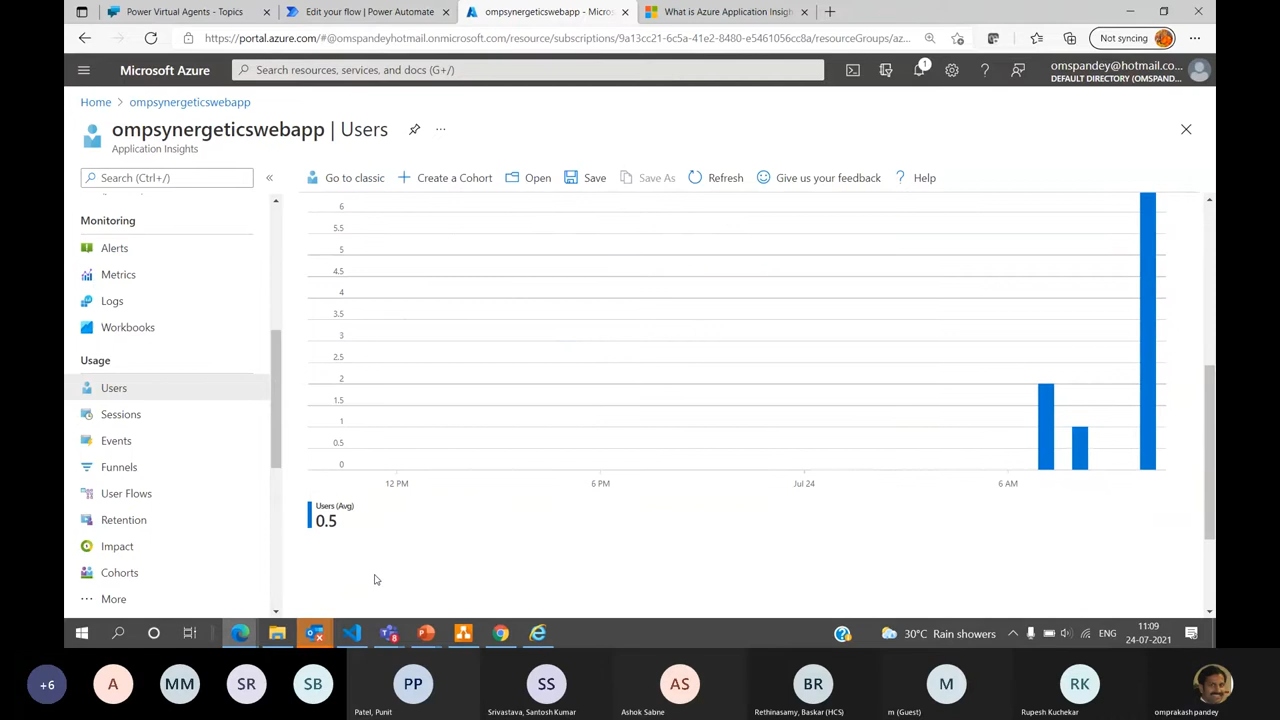 Power Virtual Agents - Topics
Edit your flow | Power Automate
ompsynergeticswebapp - Micros
What is Azure Application Insigh
https://portal.azure.com/#@omspandeyhotmail.onmicrosoft.com/resource/subscriptions/9a13cc21-6c5a-41e2-8480-e5461056cc8a/resourceGroups/az...
Not syncing
Microsoft Azure
Search resources, services, and docs (G+/)
1
omspandey@hotmail.co...
DEFAULT DIRECTORY (OMSPAND...
Home > ompsynergeticswebapp
ompsynergeticswebapp | Users
Application Insights
Search (Ctrl+/)
Go to classic
Create a Cohort
Open
Save
Save As
Refresh
Give us your feedback
Help
Monitoring
Alerts
Metrics
Logs
Workbooks
Usage
Users
Sessions
Events
Funnels
User Flows
Retention
Impact
Cohorts
More
6
5.5
5
4.5
4
3.5
3
2.5
2
1.5
1
0.5
0
12 PM
6 PM
Jul 24
6 AM
Users (Avg)
0.5
8
30°C Rain showers
ENG
11:09
24-07-2021
+6
A
MM
SR
SB
PP
SS
AS
BR
M
RK
Patel, Punit
Srivastava, Santosh Kumar
Ashok Sabne
Rethinasamy, Baskar (HCS)
m (Guest)
Rupesh Kuchekar
omprakash pandey